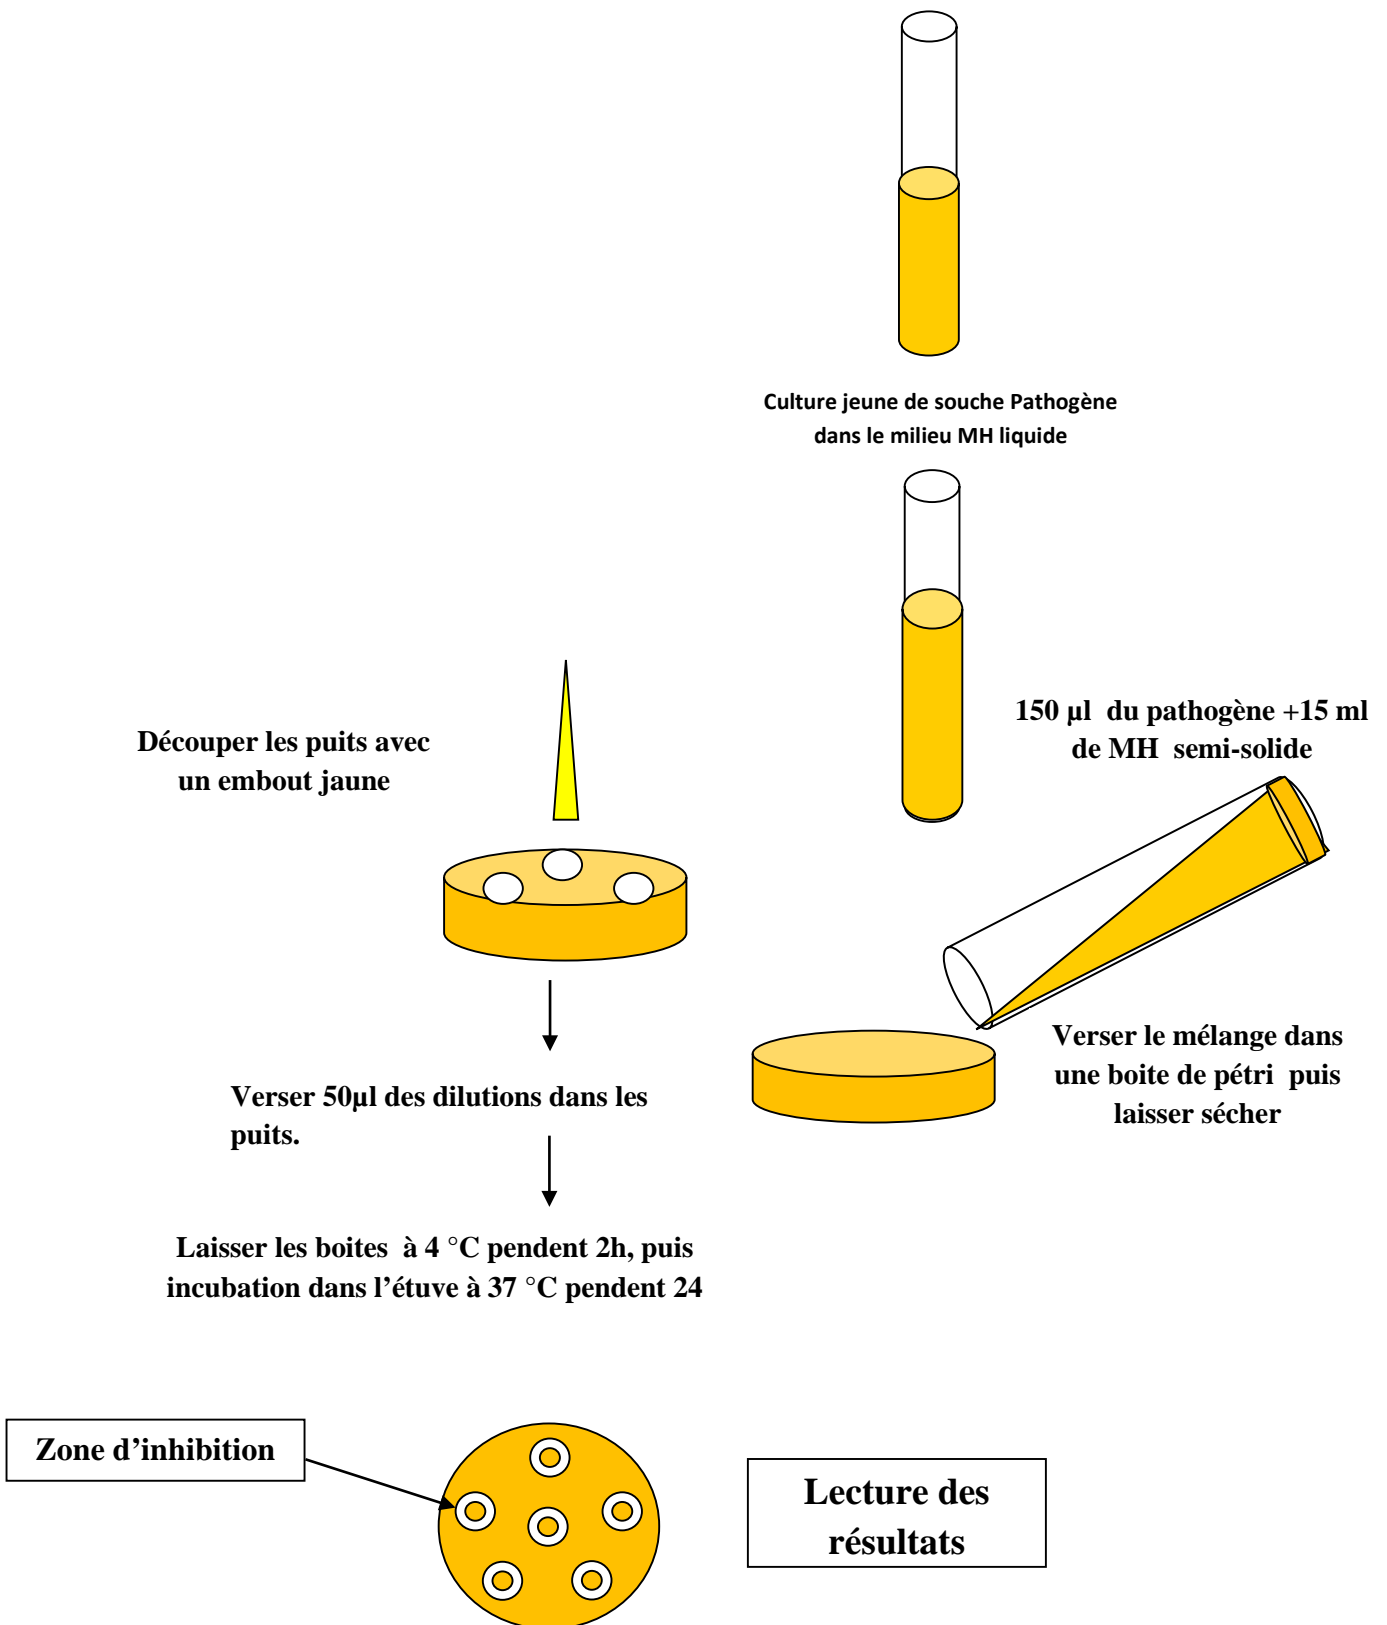 Culture jeune de souche Pathogène
dans le milieu MH liquide
150 µl du pathogène +15 ml
de MH semi-solide
Verser le mélange dans
une boite de pétri puis
laisser sécher
Découper les puits avec
un embout jaune
Verser 50µl des dilutions dans les
puits.
Laisser les boites à 4 °C pendent 2h, puis
incubation dans l’étuve à 37 °C pendent 24
Zone d’inhibition
Lecture des
résultats